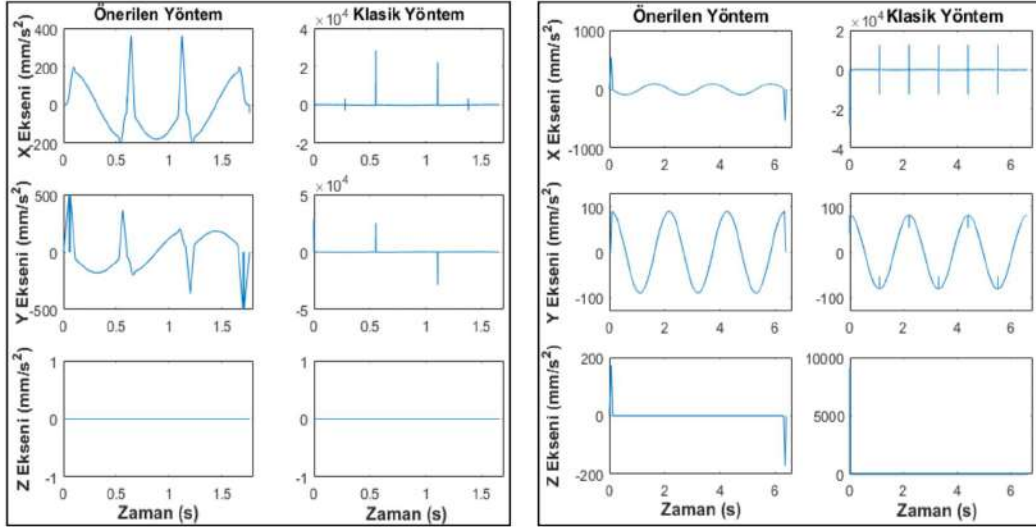 Önerilen Yöntem
Klasik Yöntem
X Ekseni (mm/s²)
400
200
0
-200
0 0.5 1 1.5
×10⁴
4
2
0
-2
0 0.5 1 1.5
Y Ekseni (mm/s²)
500
0
-500
0 0.5 1 1.5
×10⁴
5
0
-5
0 0.5 1 1.5
Z Ekseni (mm/s²)
1
0
-1
0 0.5 1 1.5
Zaman (s)
1
0
-1
0 0.5 1 1.5
Zaman (s)
Önerilen Yöntem
Klasik Yöntem
X Ekseni (mm/s²)
1000
0
-1000
0 2 4 6
×10⁴
2
0
-2
-4
0 2 4 6
Y Ekseni (mm/s²)
100
0
-100
0 2 4 6
100
0
-100
0 2 4 6
Z Ekseni (mm/s²)
200
0
-200
0 2 4 6
Zaman (s)
10000
5000
0
0 2 4 6
Zaman (s)